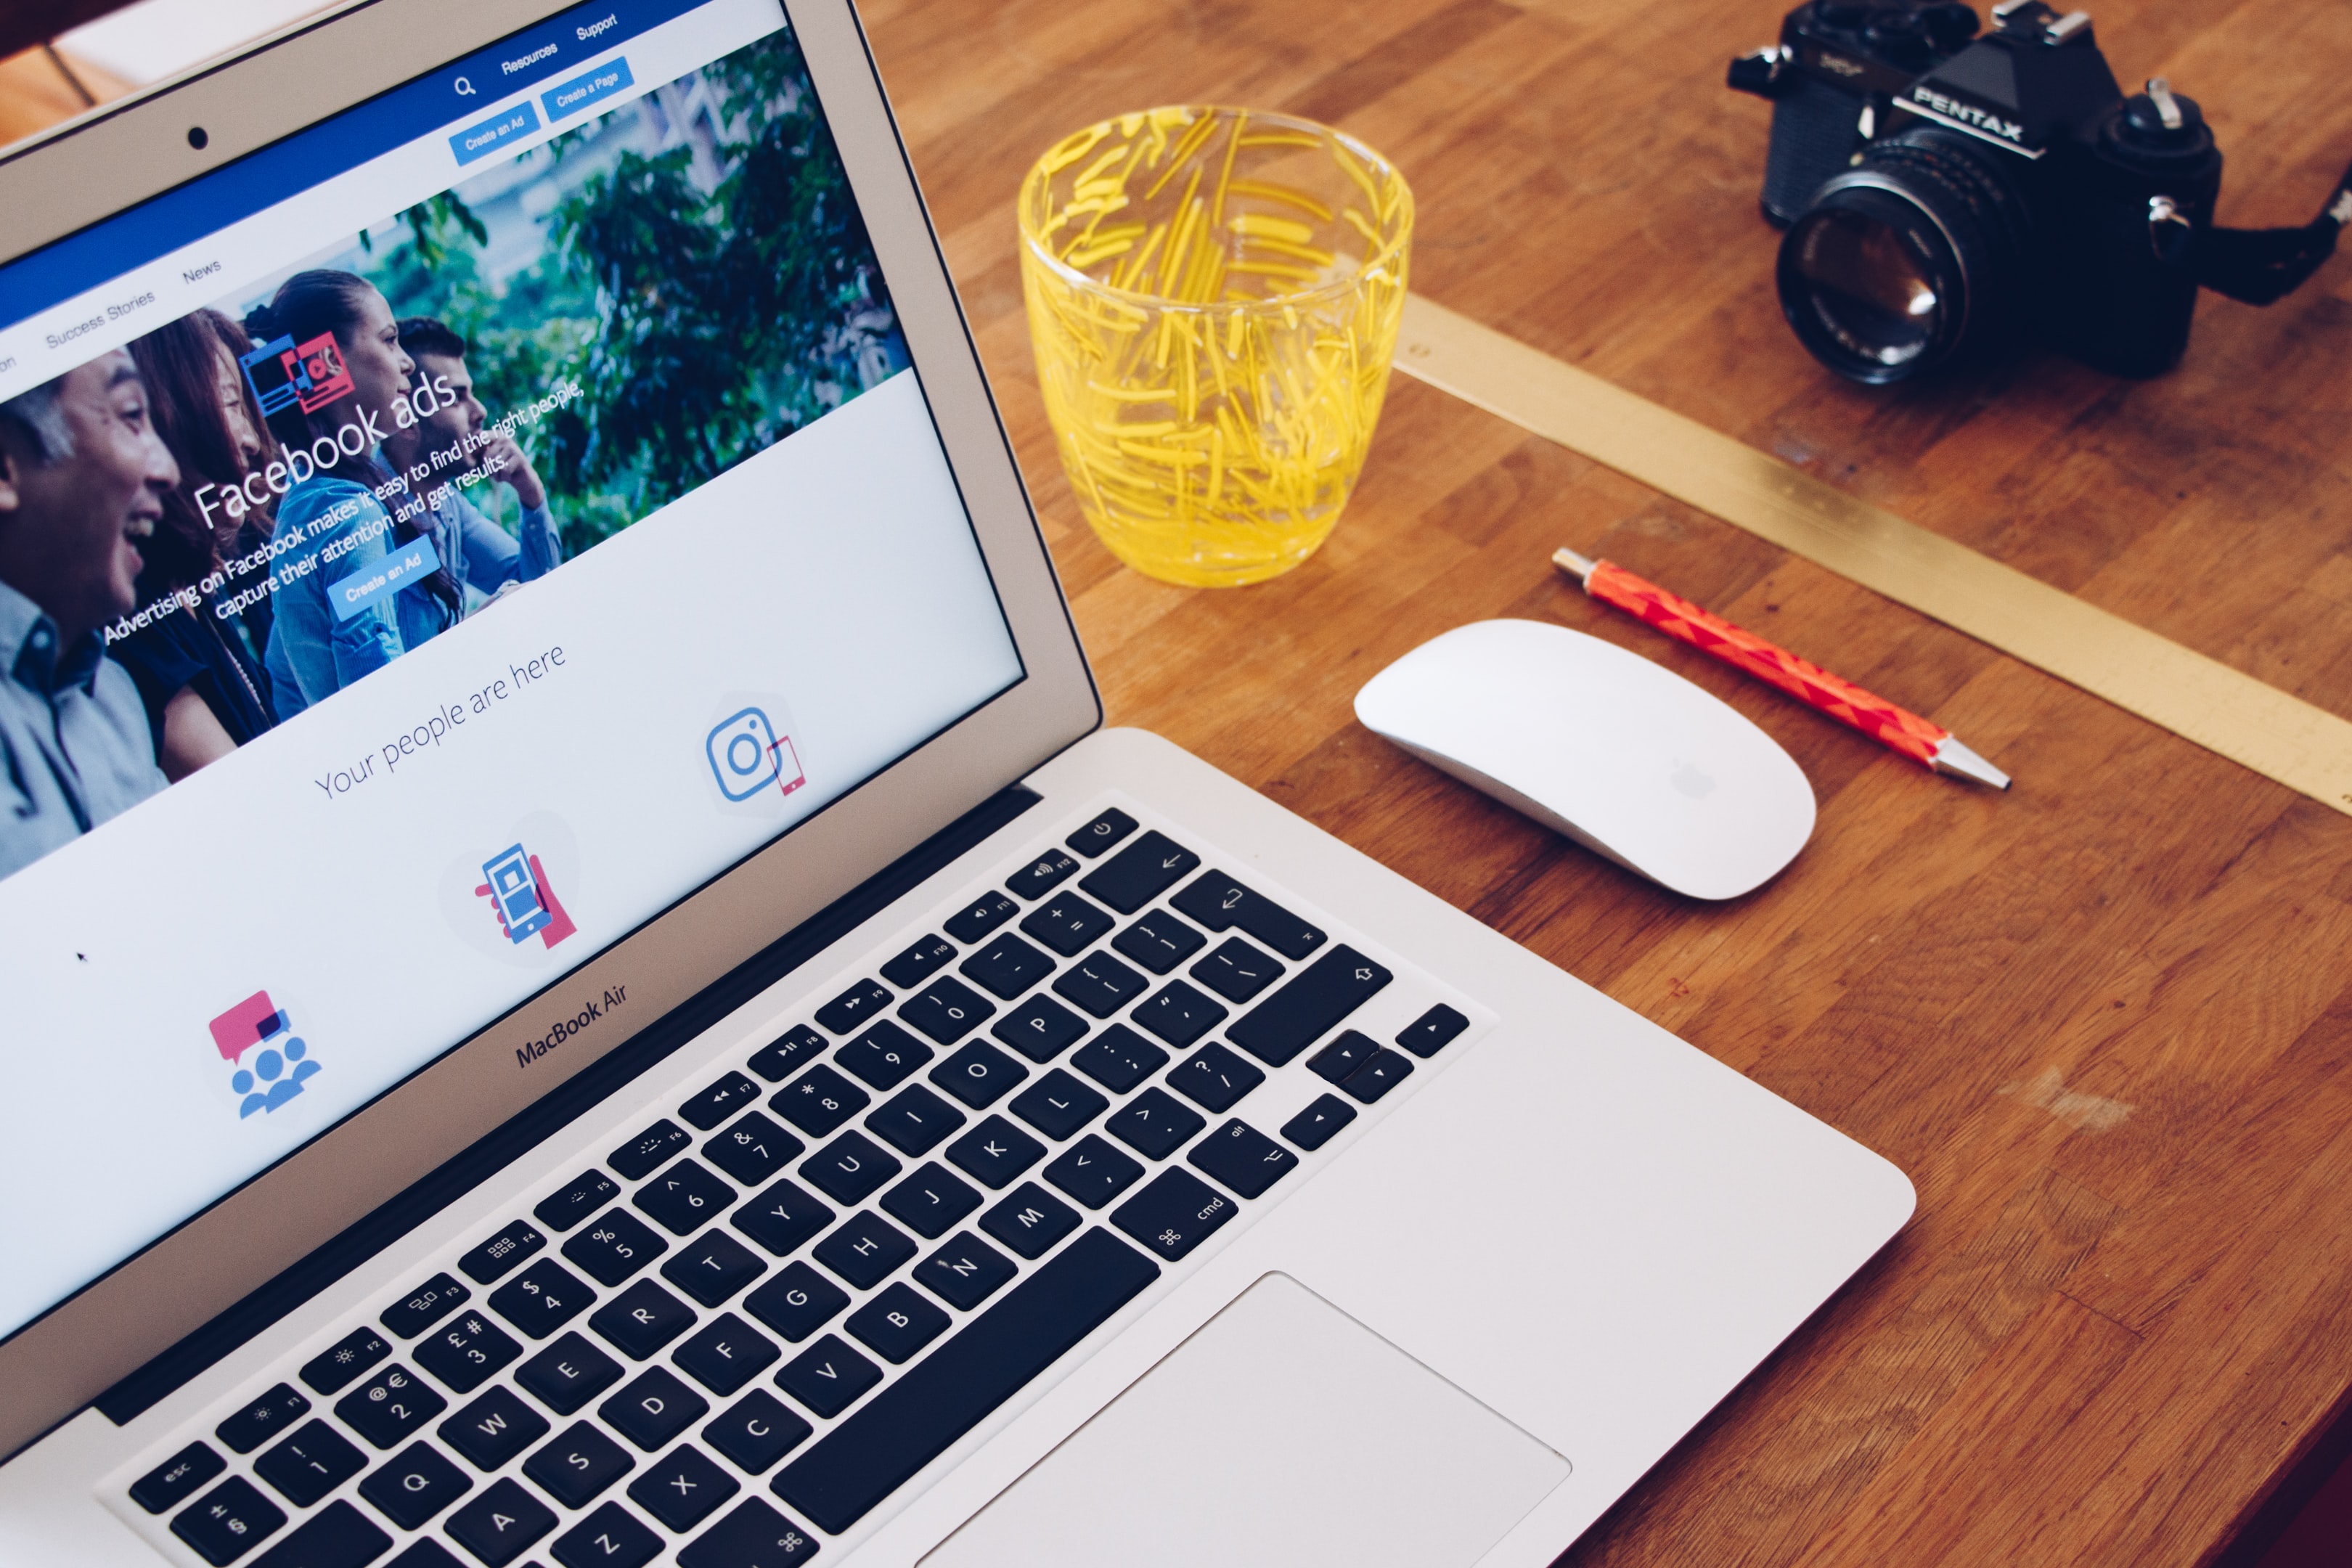 Resources
Support
Create an Ad
Create a Page
on
Success Stories
News
Facebook ads
Advertising on Facebook makes it easy to find the right people,
capture their attention and get results.
Create an Ad
Your people are here
MacBook Air
PENTAX
esc
F1
F2
F3
F4
F5
F6
F7
F8
F9
F10
F11
F12
± §
! 1
@ € 2
£ # 3
$ 4
% 5
^ 6
& 7
* 8
( 9
) 0
_ -
+ =
Q W E R T Y U I O P { [ } ]
A S D F G H J K L : ; " ' | \
Z X C V B N M < , > . ? /
⌘
⌘ cmd
alt ⌥